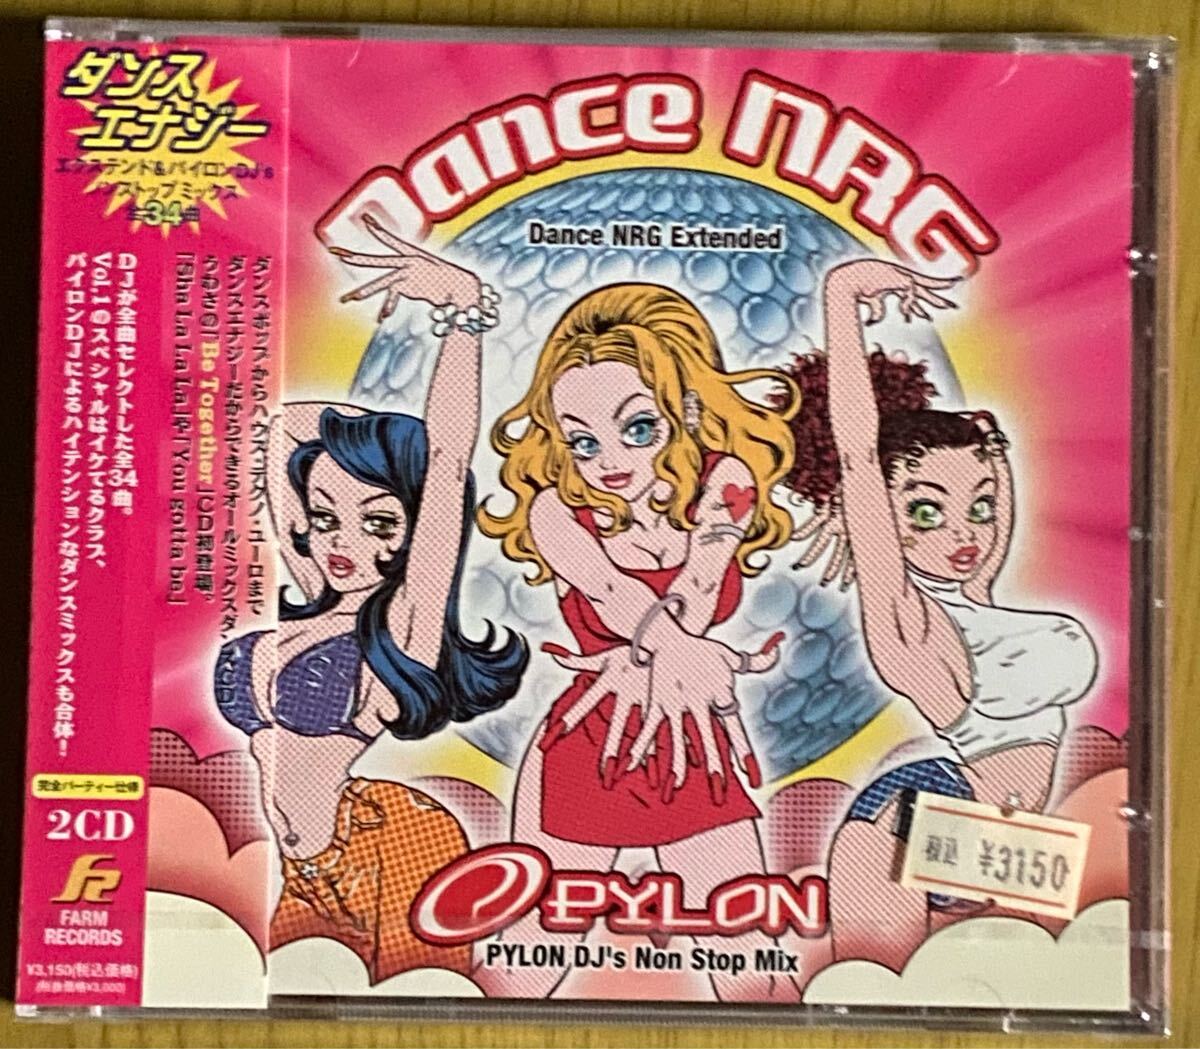 ダンス
エナジー
エクステンド&パイロンDJ's
ノンストップミックス
全34曲
ダンスポップからハウス、テクノ・ユーロまで
ダンスエナジーだからできるオールミックスダンスCD
うわさの「Be Together」CD初登場。
「Sha La La La」や「You gotta ba」
DJが全曲セレクトした全34曲。
Vol.1のスペシャルはイケてるクラブ、
パイロンDJによるハイテンションなダンスミックスも合体!
完全パーティー仕様
2CD
FARM
RECORDS
¥3,150(税込価格)
(税抜価格¥3,000)
Dance NRG
Dance NRG Extended
PYLON
PYLON DJ's Non Stop Mix
税込 ¥3150